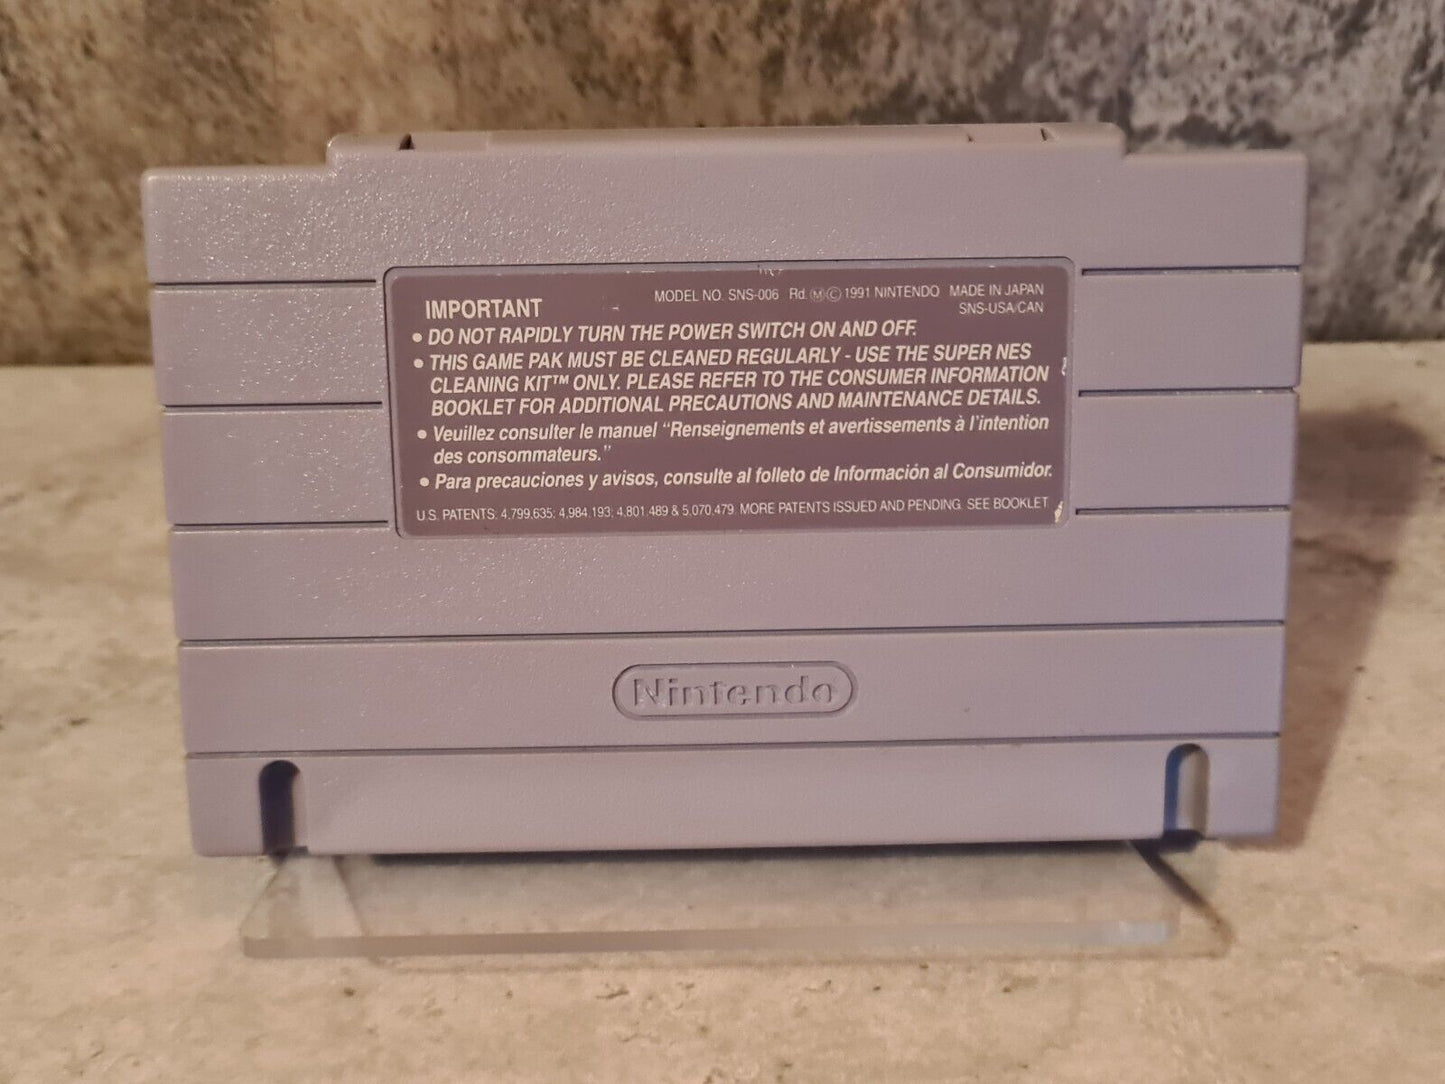 MODEL NO. SNS-006 Rd. Ⓜ©1991 NINTENDO MADE IN JAPAN
IMPORTANT SNS-USA/CAN
• DO NOT RAPIDLY TURN THE POWER SWITCH ON AND OFF.
• THIS GAME PAK MUST BE CLEANED REGULARLY - USE THE SUPER NES
CLEANING KIT™ ONLY. PLEASE REFER TO THE CONSUMER INFORMATION
BOOKLET FOR ADDITIONAL PRECAUTIONS AND MAINTENANCE DETAILS.
• Veuillez consulter le manuel “Renseignements et avertissements à l’intention
des consommateurs.”
• Para precauciones y avisos, consulte al folleto de Información al Consumidor.
U.S. PATENTS: 4,799,635; 4,984,193; 4,801,489 & 5,070,479. MORE PATENTS ISSUED AND PENDING. SEE BOOKLET
Nintendo